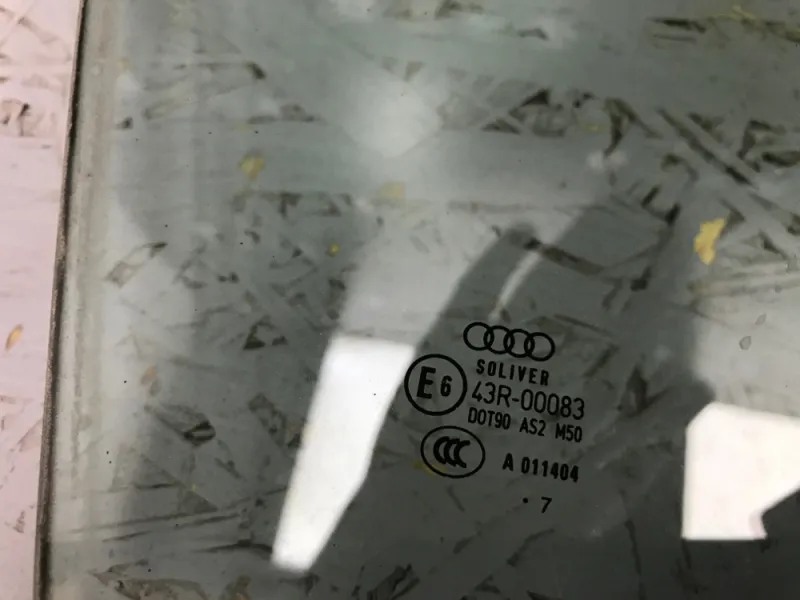 SOLIVER
E6 43R-00083
DOT90 AS2 M50
CCC A 011404
. 7